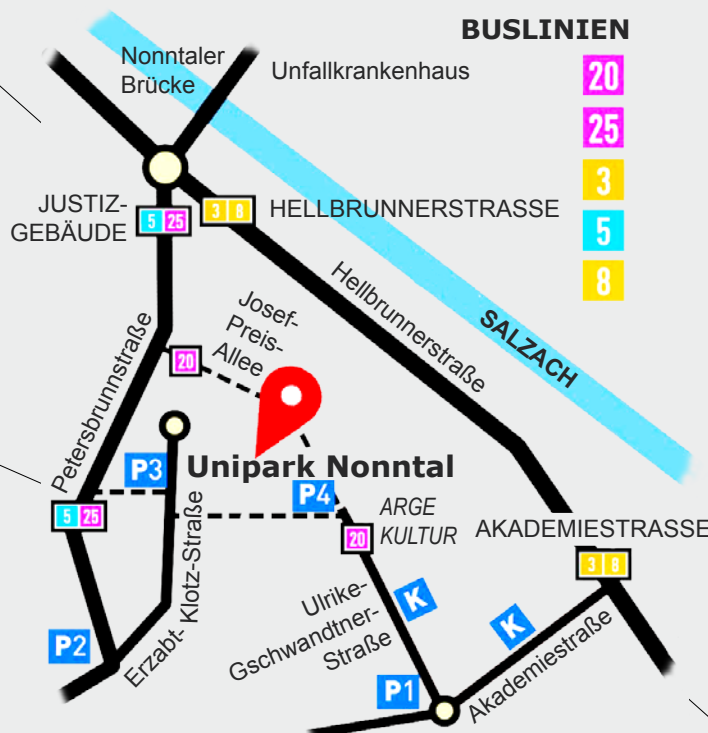 BUSLINIEN
20
25
3
5
8
Nonntaler
Brücke
Unfallkrankenhaus
JUSTIZ-
GEBÄUDE
5 25
3 8
HELLBRUNNERSTRASSE
Hellbrunnerstraße
SALZACH
Josef-
Preis-
Allee
20
Petersbrunnstraße
P3
Unipark Nonntal
P4
5 25
ARGE
KULTUR
20
AKADEMIESTRASSE
3 8
Erzabt-Klotz-Straße
Ulrike-
Gschwandtner-
Straße
K
K
P2
P1
Akademiestraße